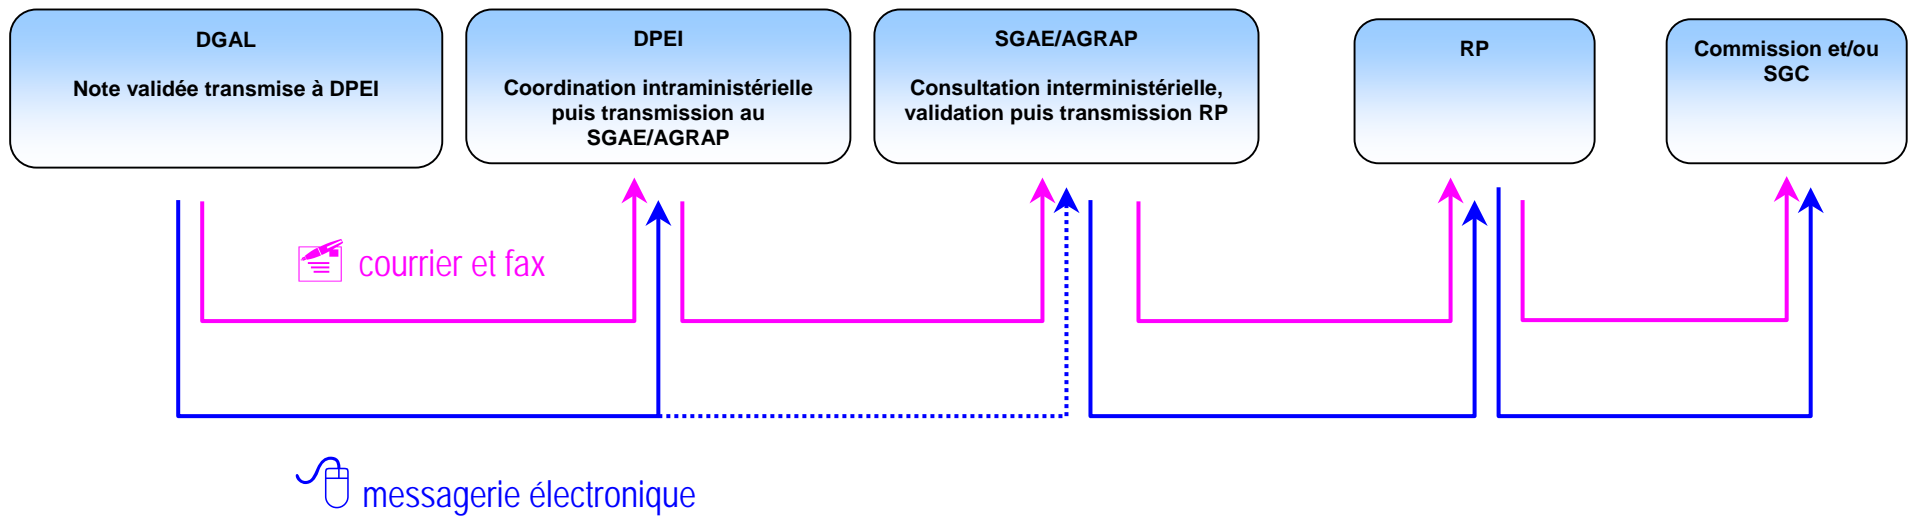 DGAL
Note validée transmise à DPEI
DPEI
Coordination intraministérielle
puis transmission au
SGAE/AGRAP
SGAE/AGRAP
Consultation interministérielle,
validation puis transmission RP
RP
Commission et/ou
SGC
courrier et fax
messagerie électronique